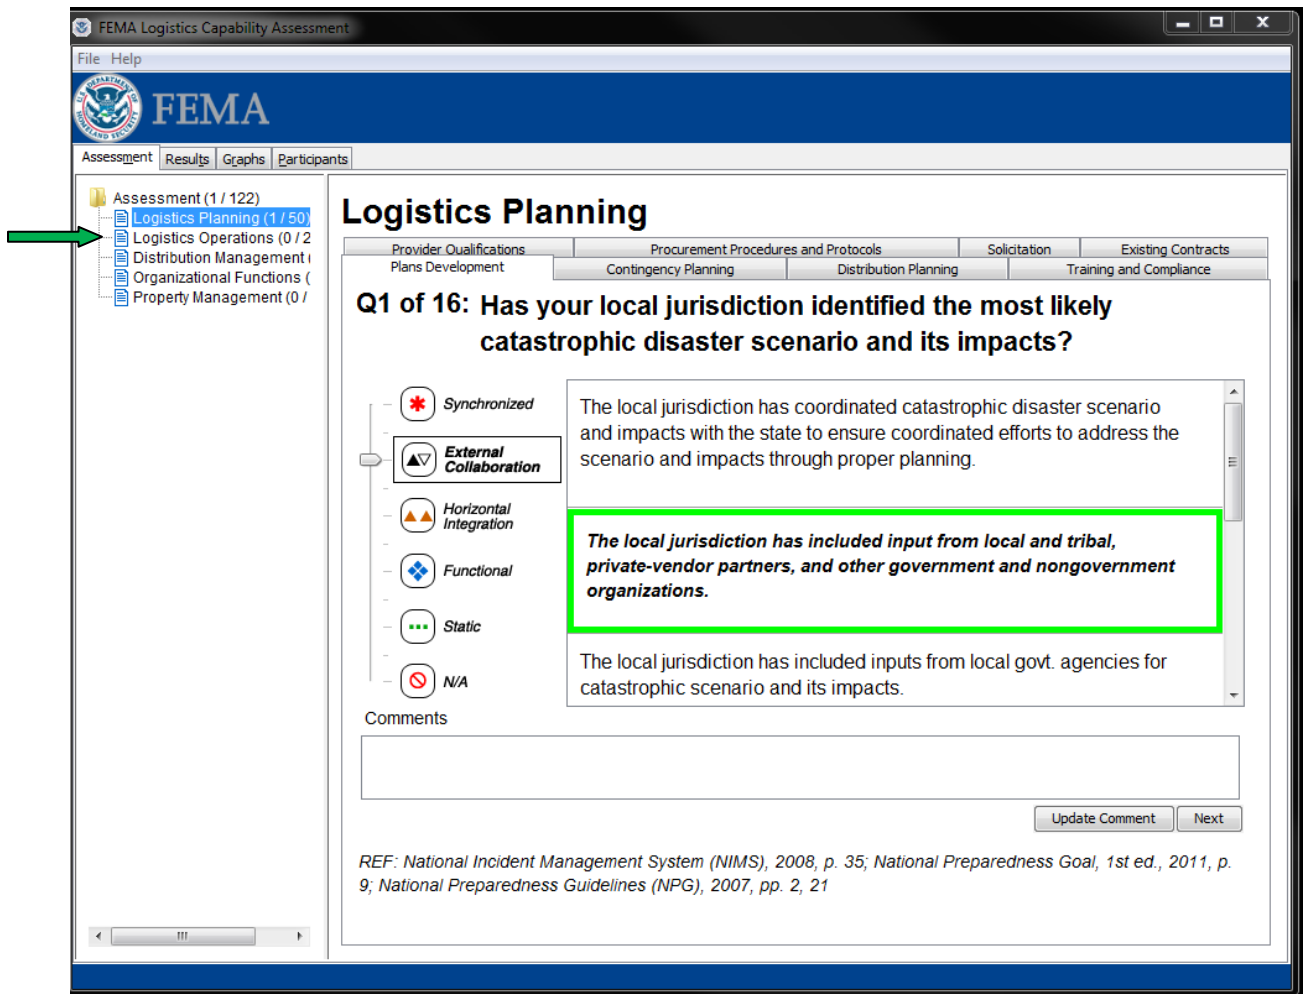 FEMA Logistics Capability Assessment
File Help
FEMA
Assessment Results Graphs Participants
Assessment (1 / 122)
Logistics Planning (1 / 50)
Logistics Operations (0 / 2
Distribution Management (
Organizational Functions (
Property Management (0 /
Logistics Planning
Provider Qualifications Procurement Procedures and Protocols Solicitation Existing Contracts
Plans Development Contingency Planning Distribution Planning Training and Compliance
Q1 of 16: Has your local jurisdiction identified the most likely
catastrophic disaster scenario and its impacts?
Synchronized
External
Collaboration
Horizontal
Integration
Functional
Static
N/A
The local jurisdiction has coordinated catastrophic disaster scenario
and impacts with the state to ensure coordinated efforts to address the
scenario and impacts through proper planning.
The local jurisdiction has included input from local and tribal,
private-vendor partners, and other government and nongovernment
organizations.
The local jurisdiction has included inputs from local govt. agencies for
catastrophic scenario and its impacts.
Comments
Update Comment Next
REF: National Incident Management System (NIMS), 2008, p. 35; National Preparedness Goal, 1st ed., 2011, p.
9; National Preparedness Guidelines (NPG), 2007, pp. 2, 21